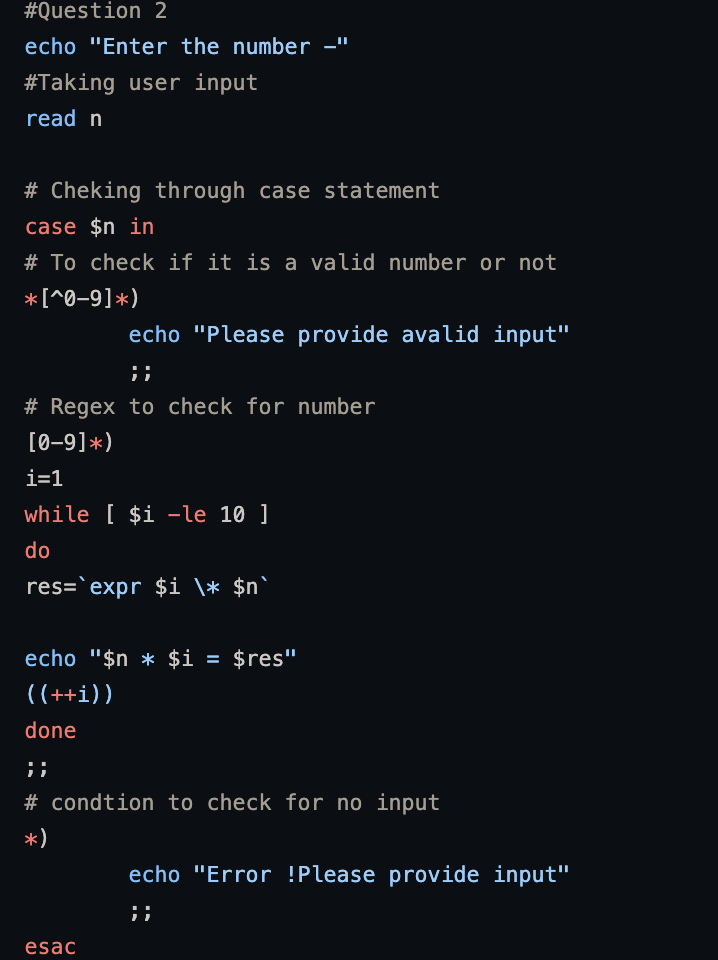 #Question 2
echo "Enter the number -"
#Taking user input
read n
# Cheking through case statement
case $n in
# To check if it is a valid number or not
*[^0-9]*)
echo "Please provide avalid input"
;;
# Regex to check for number
[0-9]*)
i=1
while [ $i -le 10 ]
do
res=`expr $i \* $n`
echo "$n * $i = $res"
((++i))
done
;;
# condtion to check for no input
*)
echo "Error !Please provide input"
;;
esac